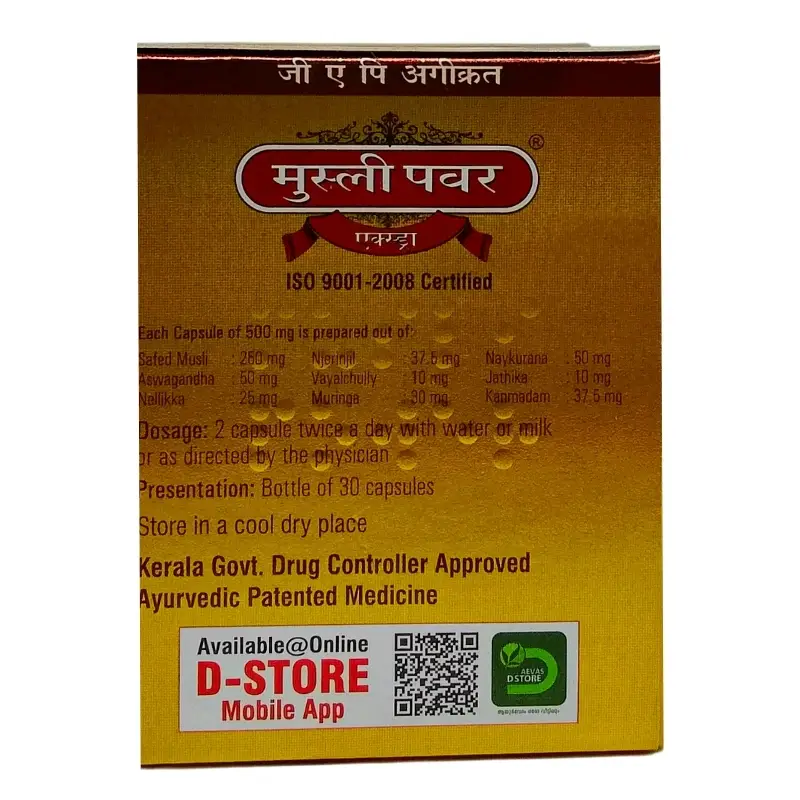 जी एं पि अंगीक्रत
मुस्ली पवर ®
एक्स्ट्रा
ISO 9001-2008 Certified
Each Capsule of 500 mg is prepared out of:
Safed Musli : 250 mg Njerinjil : 37.5 mg Naykurana : 50 mg
Aswagandha : 50 mg Vayalchully : 10 mg Jathika : 10 mg
Nellikka : 25 mg Muringa : 30 mg Kanmadam : 37.5 mg
Dosage: 2 capsule twice a day with water or milk
or as directed by the physician
Presentation: Bottle of 30 capsules
Store in a cool dry place
Kerala Govt. Drug Controller Approved
Ayurvedic Patented Medicine
Available@Online
D-STORE
Mobile App
AEVAS
DSTORE